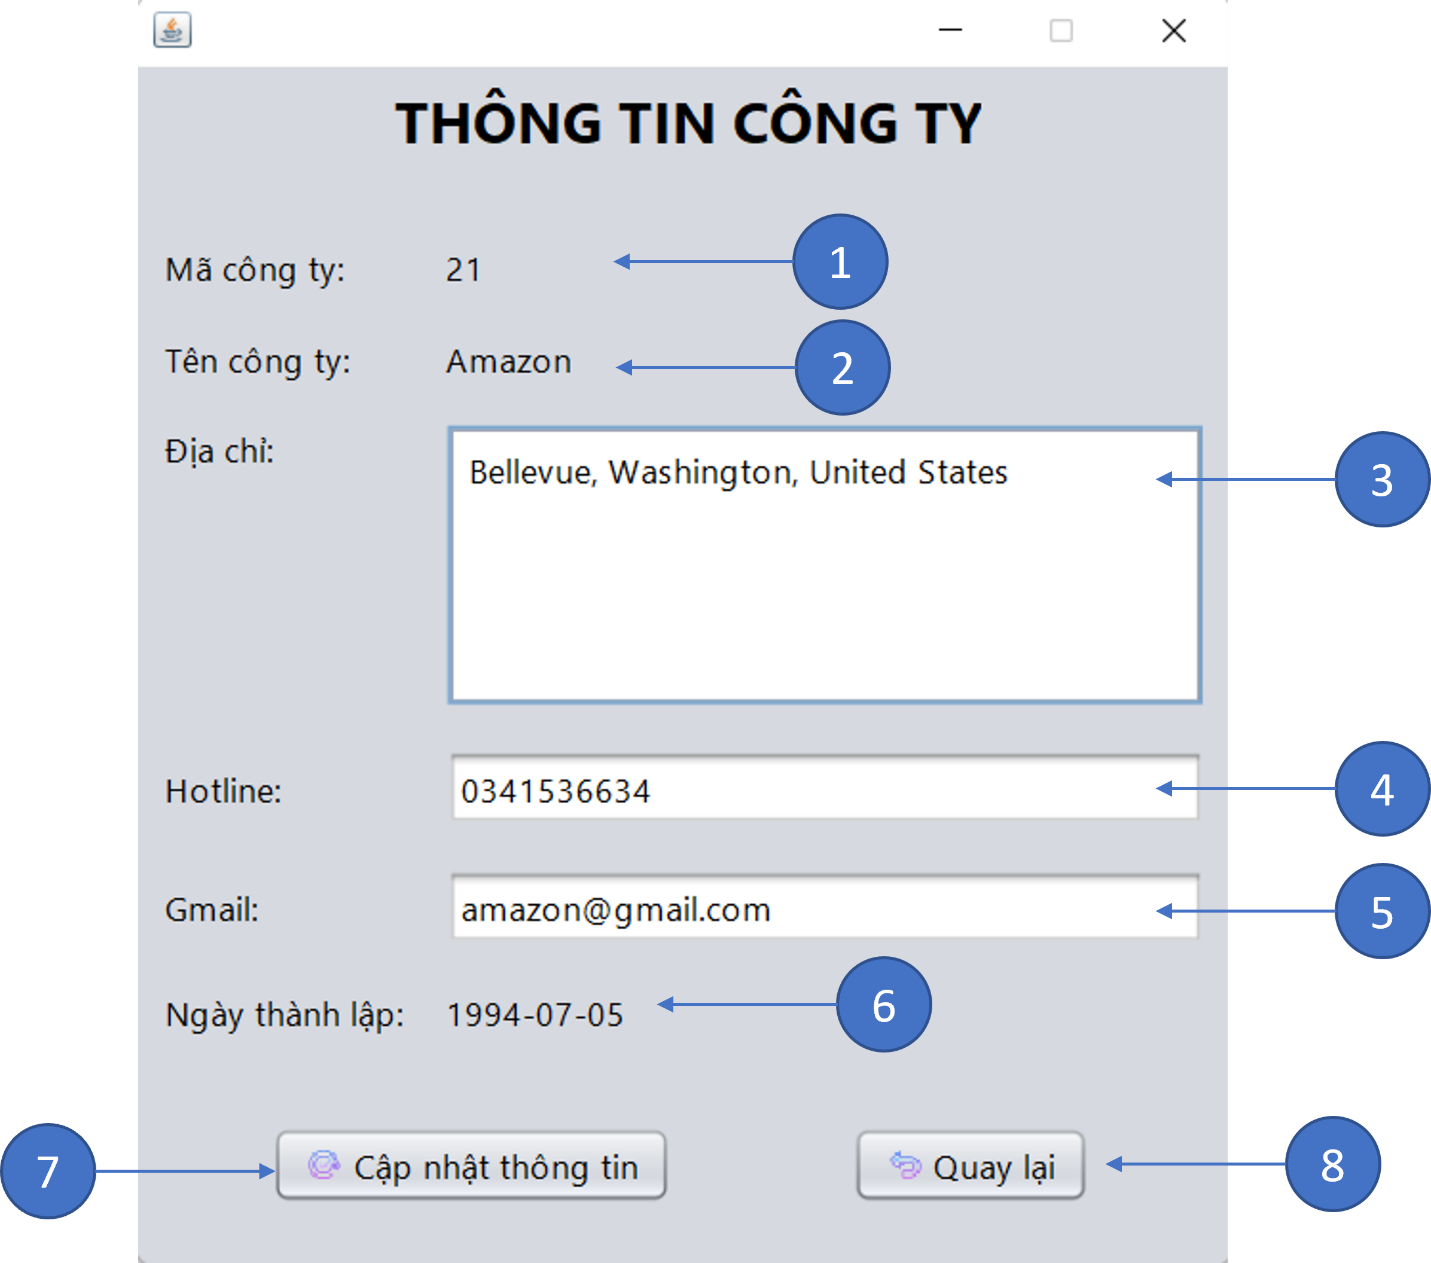 THÔNG TIN CÔNG TY
Mã công ty: 21 1
Tên công ty: Amazon 2
Địa chỉ: Bellevue, Washington, United States 3
Hotline: 0341536634 4
Gmail: amazon@gmail.com 5
Ngày thành lập: 1994-07-05 6
7 Cập nhật thông tin Quay lại 8